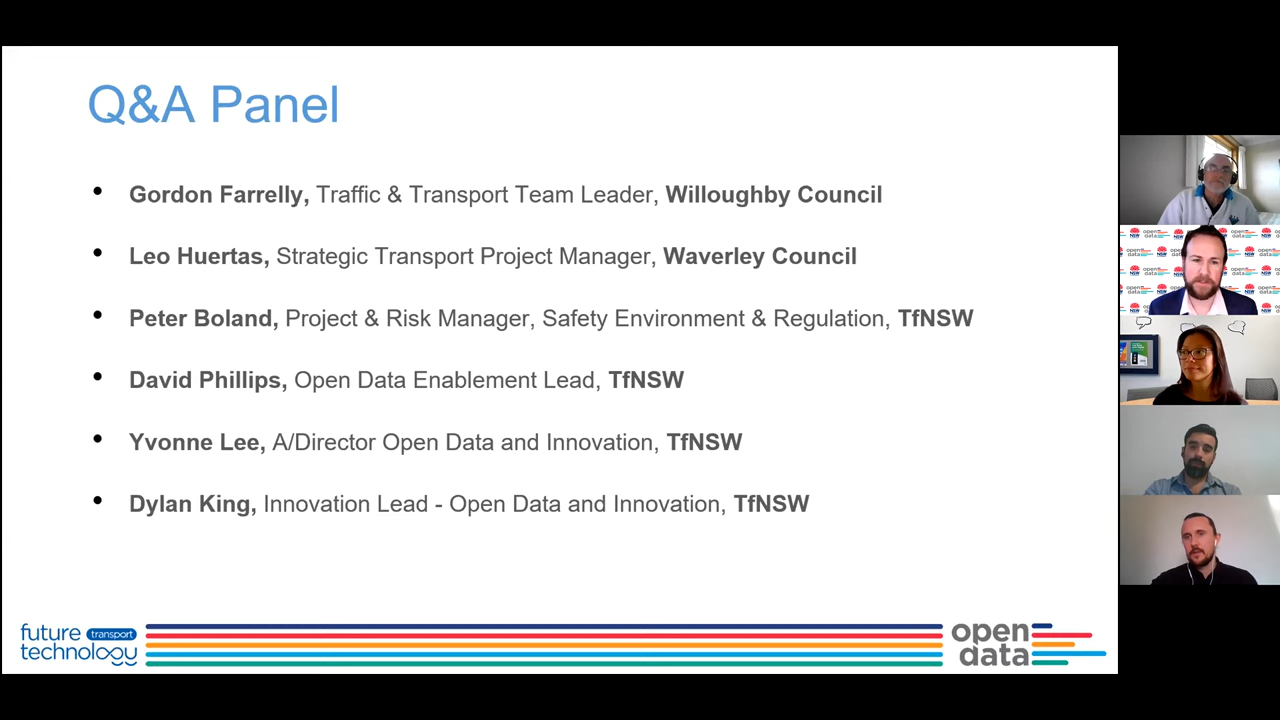 Q&A Panel
• Gordon Farrelly, Traffic & Transport Team Leader, Willoughby Council
• Leo Huertas, Strategic Transport Project Manager, Waverley Council
• Peter Boland, Project & Risk Manager, Safety Environment & Regulation, TfNSW
• David Phillips, Open Data Enablement Lead, TfNSW
• Yvonne Lee, A/Director Open Data and Innovation, TfNSW
• Dylan King, Innovation Lead - Open Data and Innovation, TfNSW
future transport
technology
open
data